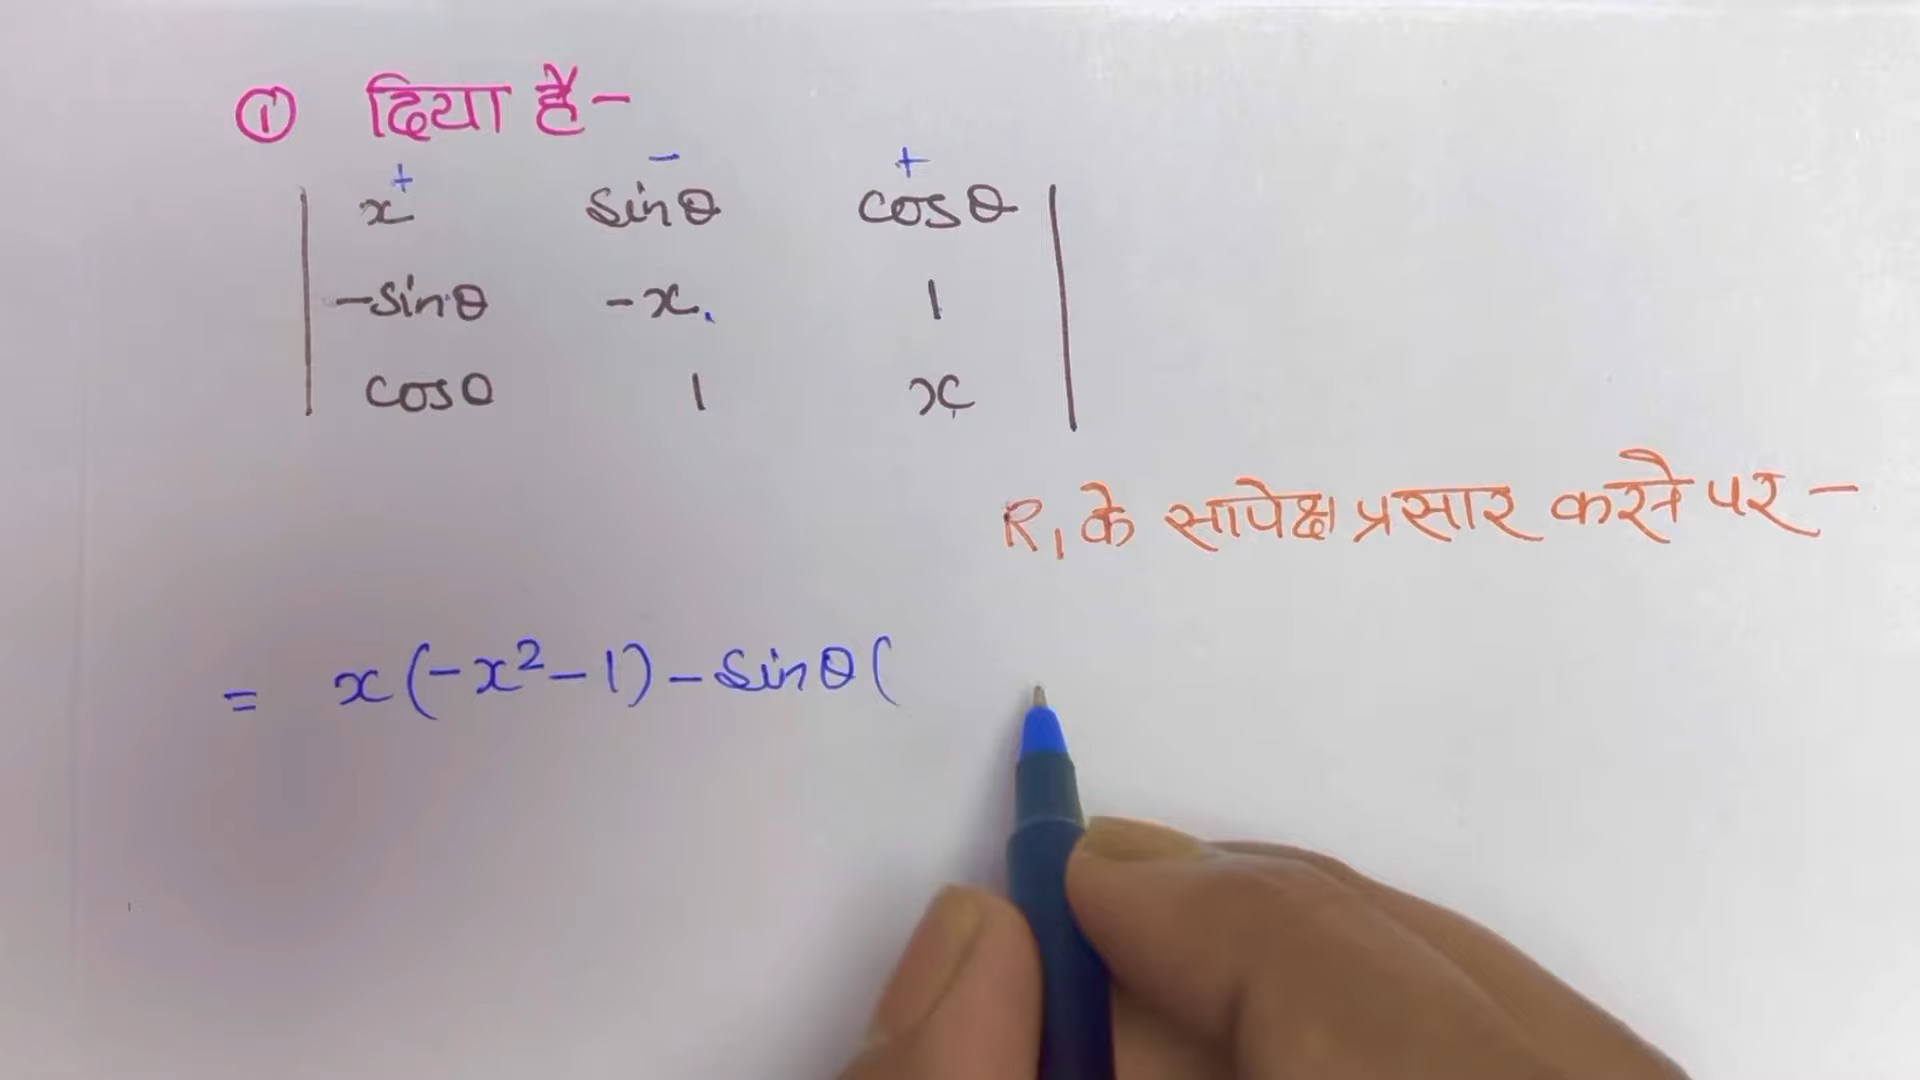 ① दिया है-
+ - +
| x sinθ cosθ |
| -sinθ -x 1 |
| cosθ 1 x |
R₁ के सापेक्ष प्रसार करने पर -
= x(-x²-1)-sinθ(